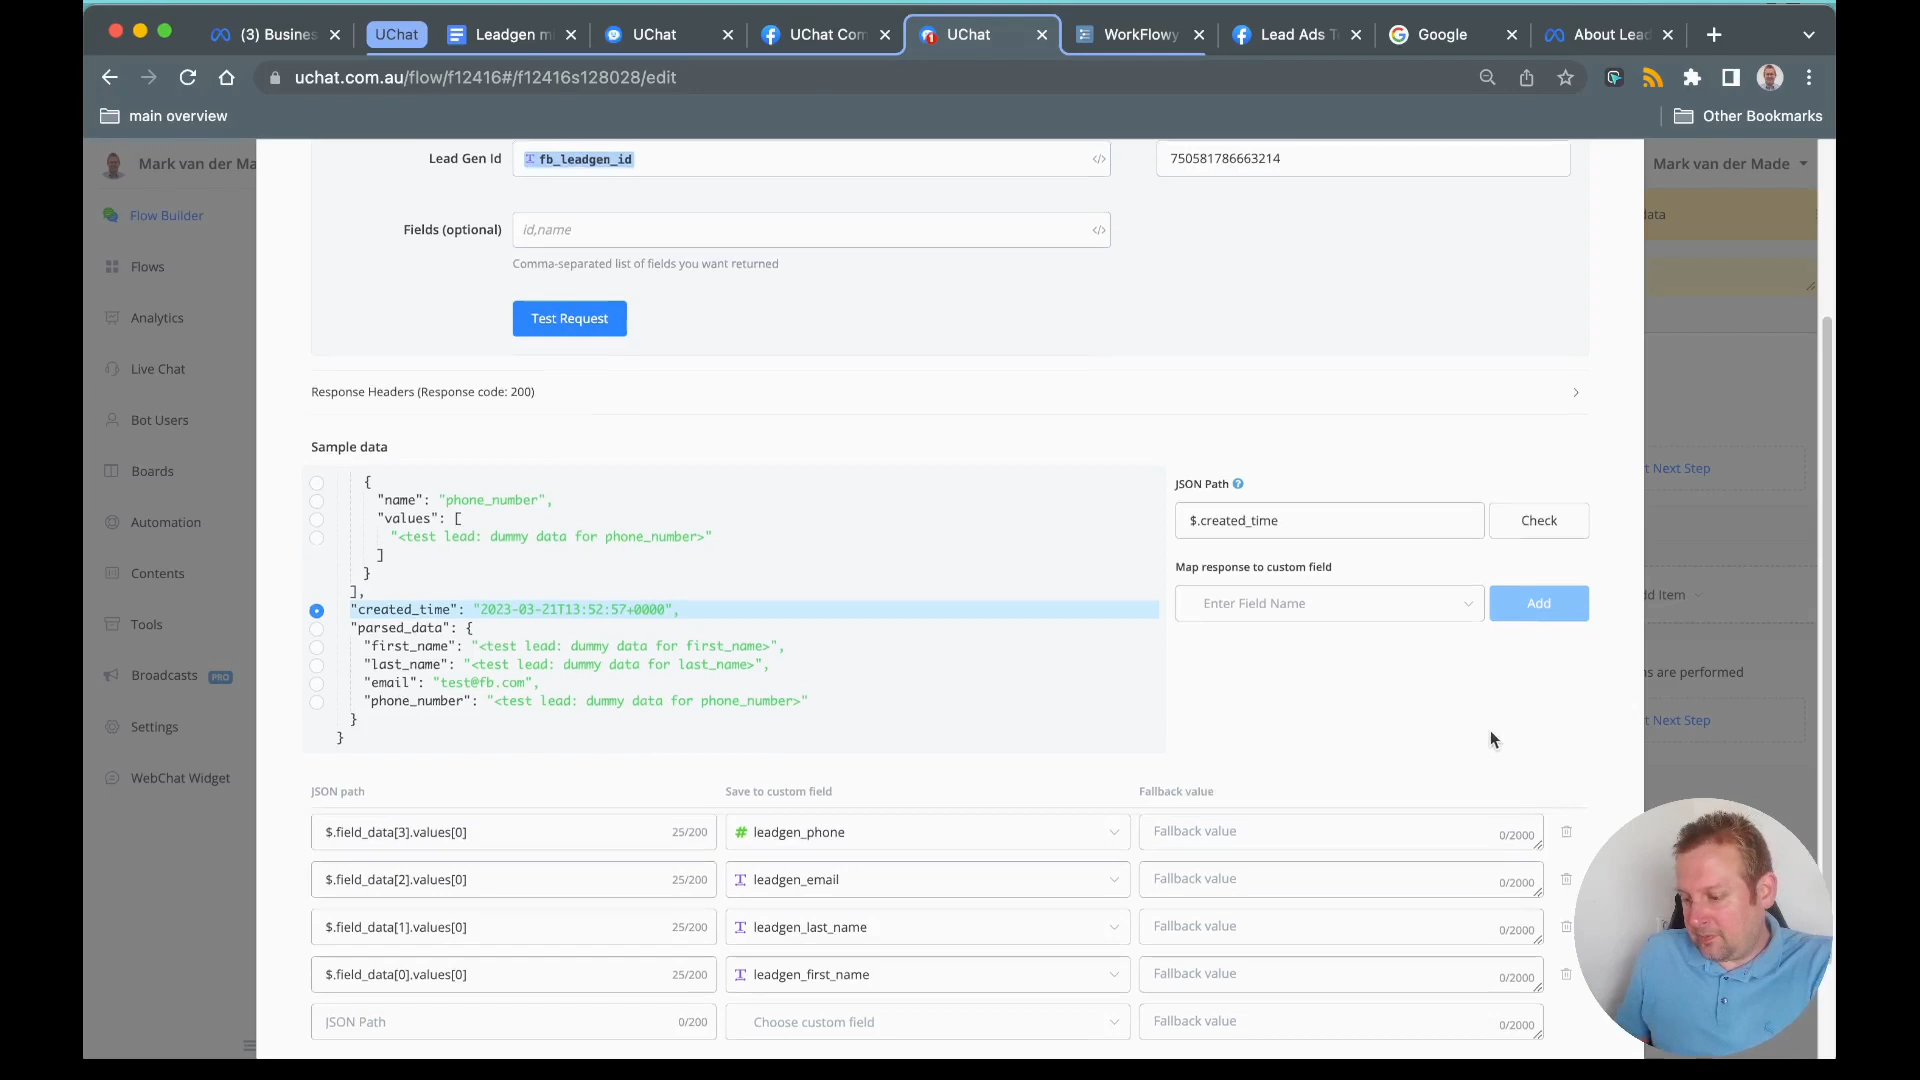 (3) Busines
UChat
Leadgen m
UChat
UChat Com
UChat
WorkFlowy
Lead Ads T
Google
About Lead
uchat.com.au/flow/f12416#/f12416s128028/edit
main overview
Other Bookmarks
Mark van der Ma
Flow Builder
Flows
Analytics
Live Chat
Bot Users
Boards
Automation
Contents
Tools
Broadcasts PRO
Settings
WebChat Widget
Lead Gen Id
fb_leadgen_id
750581786663214
Fields (optional)
id,name
Comma-separated list of fields you want returned
Test Request
Response Headers (Response code: 200)
Sample data
{
"name": "phone_number",
"values": [
"<test lead: dummy data for phone_number>"
]
}
],
"created_time": "2023-03-21T13:52:57+0000",
"parsed_data": {
"first_name": "<test lead: dummy data for first_name>",
"last_name": "<test lead: dummy data for last_name>",
"email": "test@fb.com",
"phone_number": "<test lead: dummy data for phone_number>"
}
}
JSON Path
$.created_time
Check
Map response to custom field
Enter Field Name
Add
JSON path
Save to custom field
Fallback value
$.field_data[3].values[0] 25/200
# leadgen_phone
Fallback value 0/2000
$.field_data[2].values[0] 25/200
leadgen_email
Fallback value 0/2000
$.field_data[1].values[0] 25/200
leadgen_last_name
Fallback value 0/2000
$.field_data[0].values[0] 25/200
leadgen_first_name
Fallback value 0/2000
JSON Path 0/200
Choose custom field
Fallback value 0/2000
Mark van der Made
data
t Next Step
dd Item
ns are performed
t Next Step